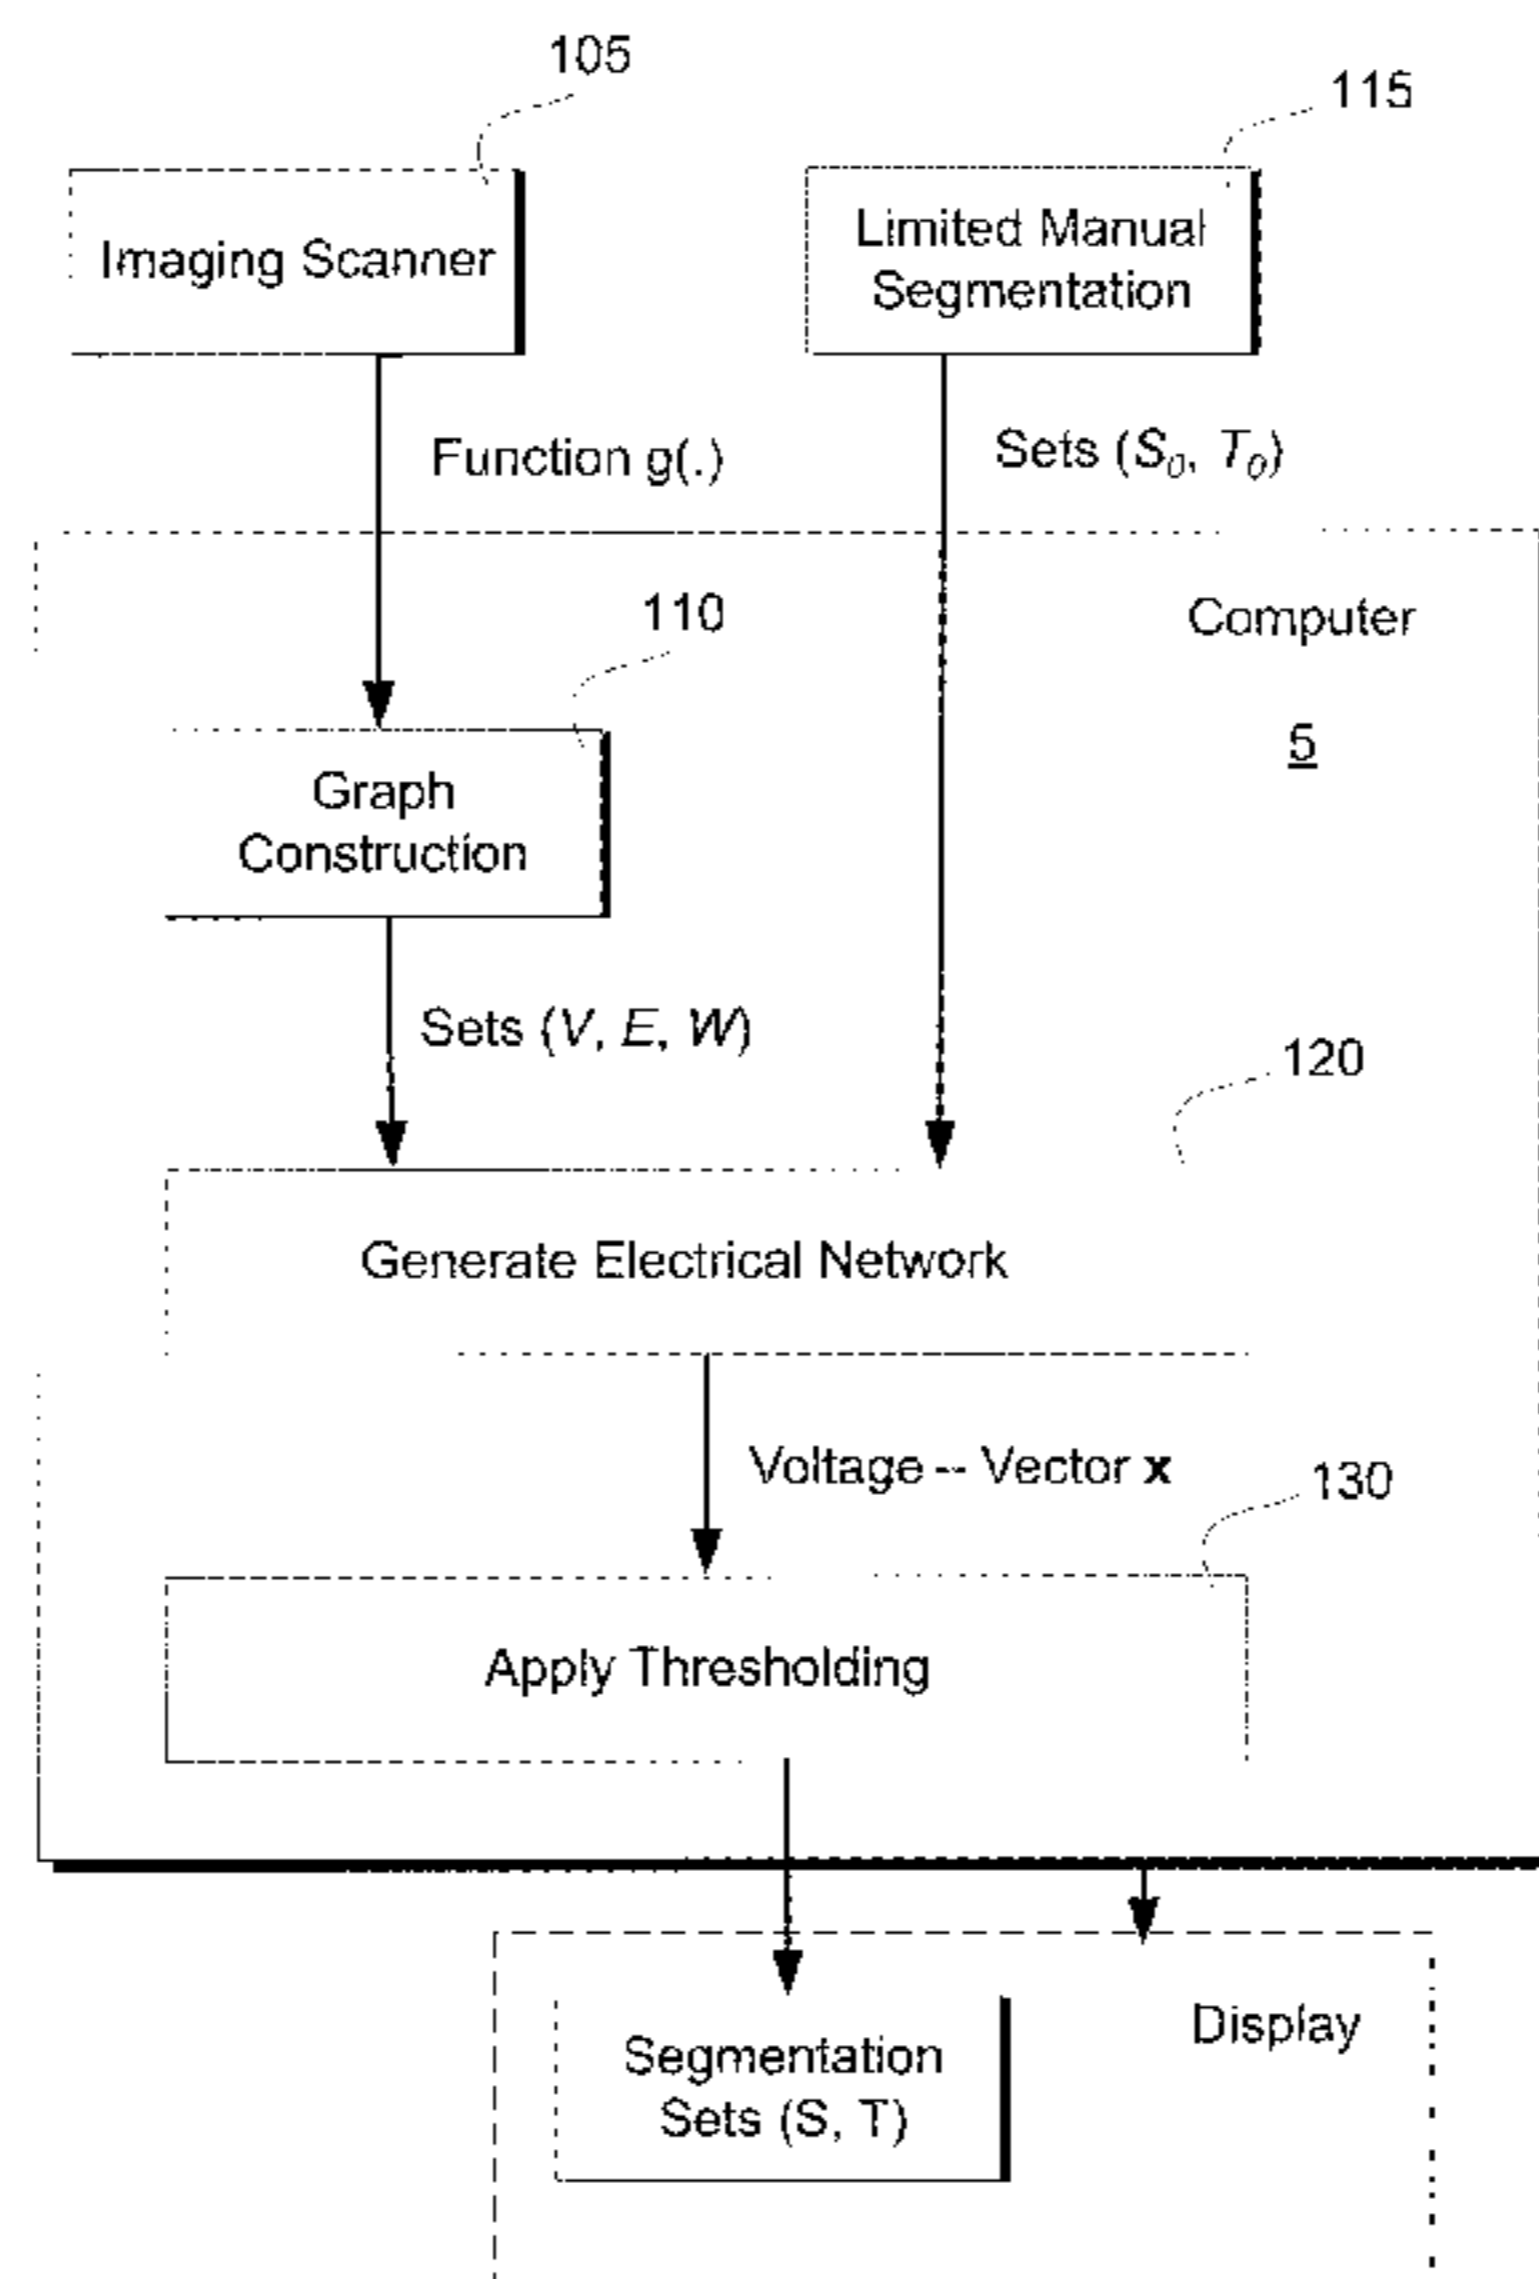 105
115
Imaging Scanner
Limited Manual
Segmentation
Function g(.)
Sets (S₀, T₀)
Computer
5
110
Graph
Construction
Sets (V, E, W)
120
Generate Electrical Network
Voltage -- Vector x
130
Apply Thresholding
Display
Segmentation
Sets (S, T)